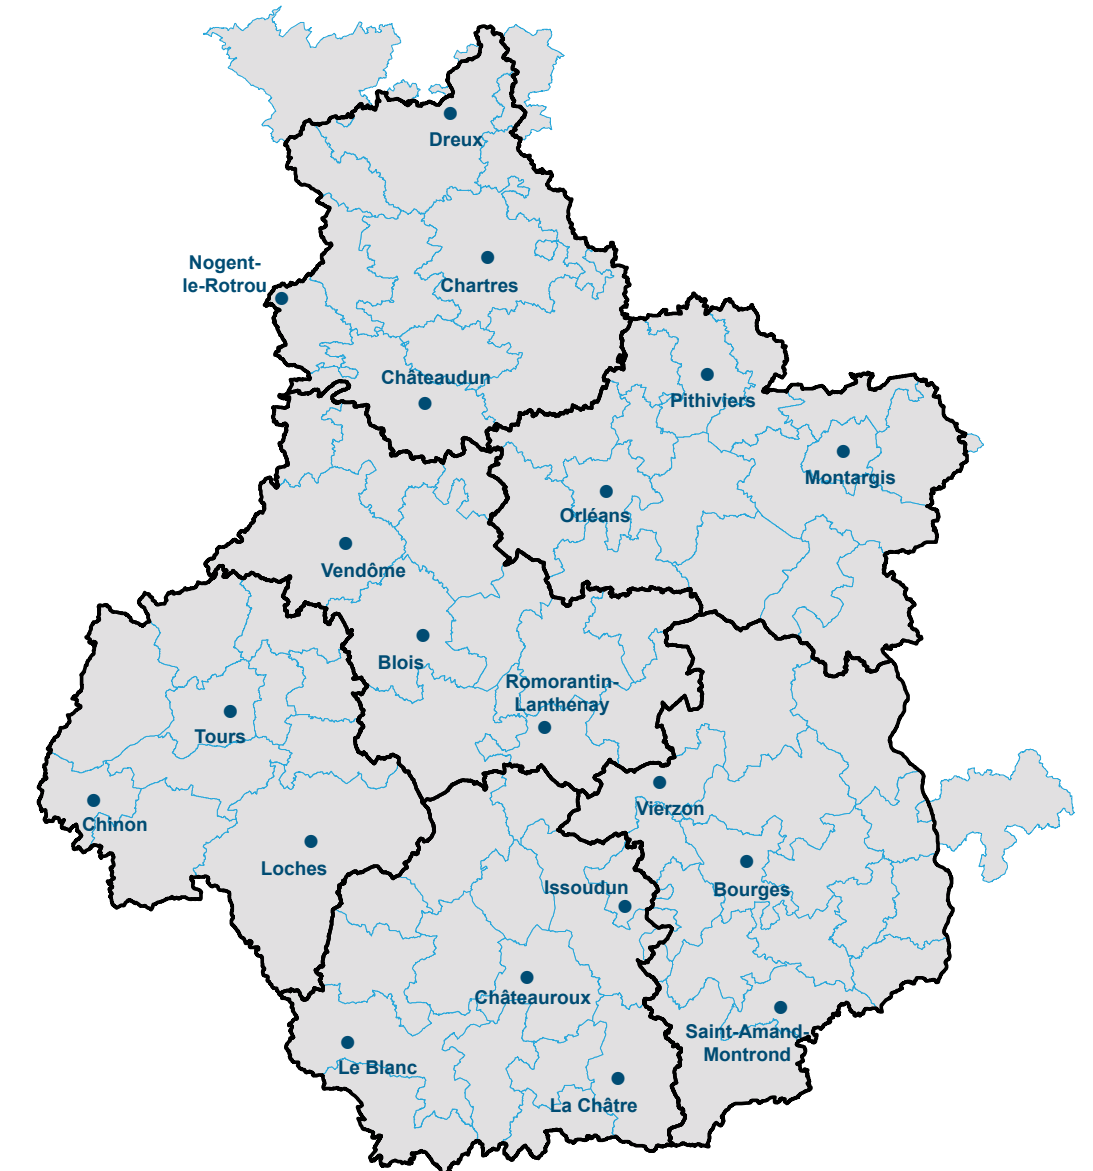 Dreux
Nogent-
le-Rotrou
Chartres
Châteaudun
Pithiviers
Montargis
Orléans
Vendôme
Blois
Romorantin-
Lanthenay
Tours
Vierzon
Chinon
Loches
Issoudun
Bourges
Châteauroux
Saint-Amand-
Montrond
Le Blanc
La Châtre